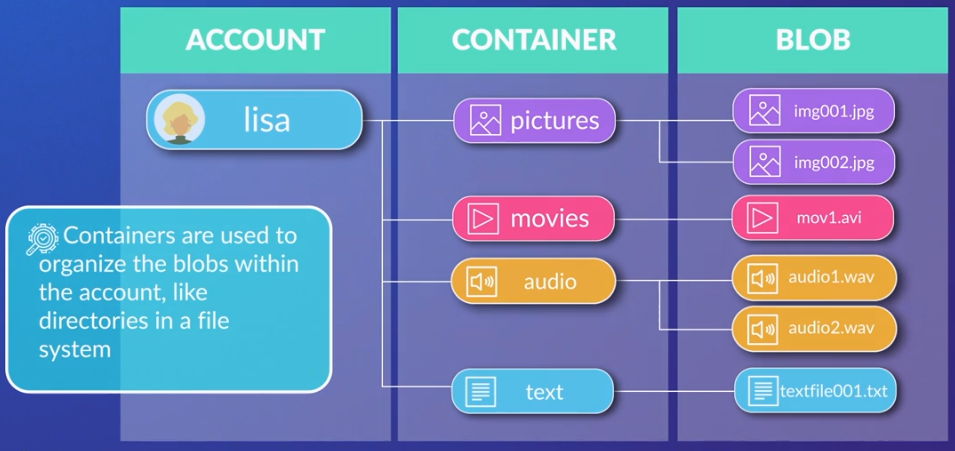 ACCOUNT
CONTAINER
BLOB
lisa
pictures
img001.jpg
img002.jpg
movies
mov1.avi
audio
audio1.wav
audio2.wav
text
textfile001.txt
Containers are used to
organize the blobs within
the account, like
directories in a file
system